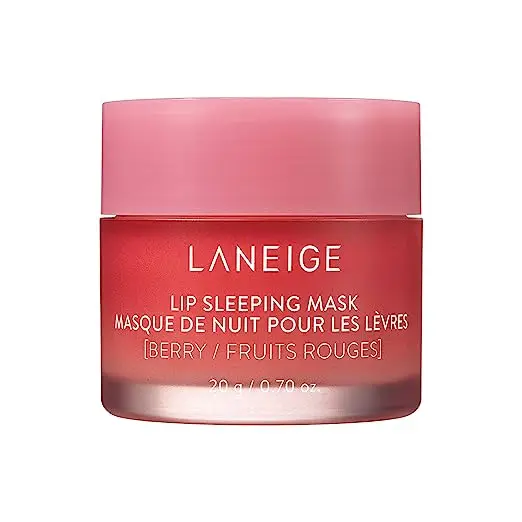 LANEIGE
LIP SLEEPING MASK
MASQUE DE NUIT POUR LES LÈVRES
[BERRY / FRUITS ROUGES]
20 g / 0.70 oz.